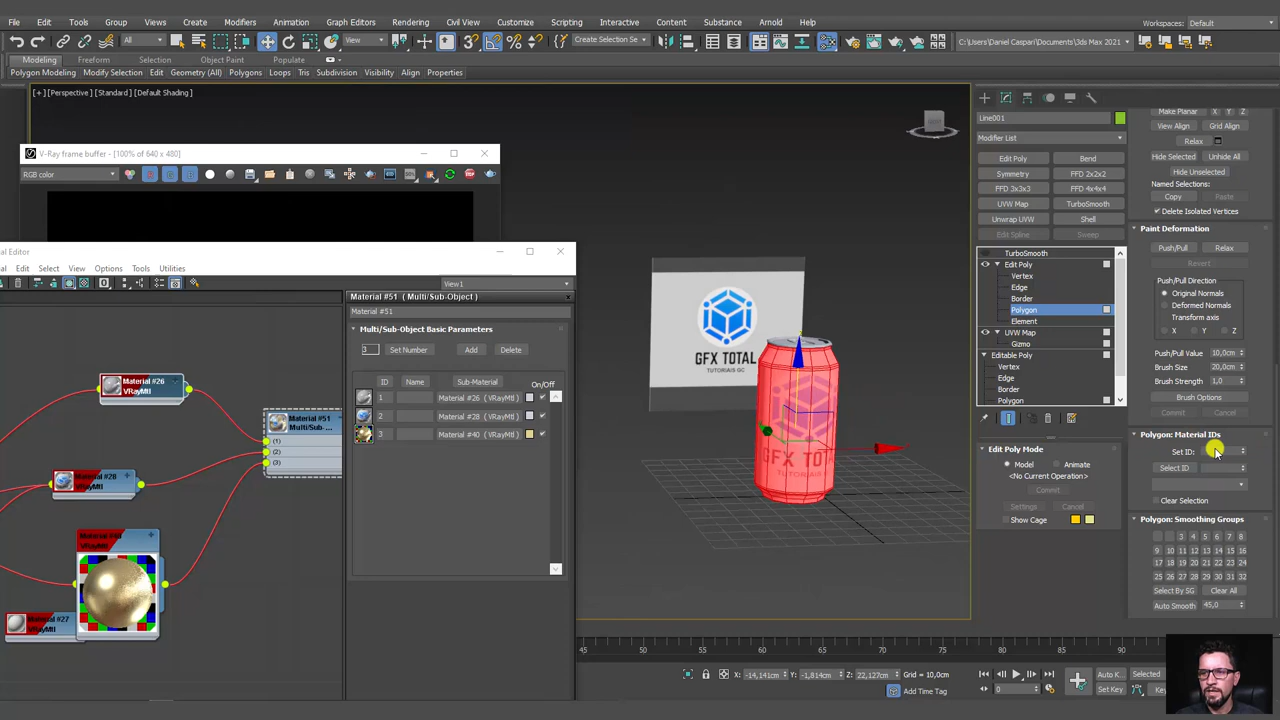 File Edit Tools Group Views Create Modifiers Animation Graph Editors Rendering Civil View Customize Scripting Interactive Content Substance Arnold Help
Workspaces: Default
All View Create Selection Se C:\Users\Daniel Caspari\Documents\3ds Max 2021
Modeling Freeform Selection Object Paint Populate
Polygon Modeling Modify Selection Edit Geometry (All) Polygons Loops Tris Subdivision Visibility Align Properties
[+] [Perspective] [Standard] [Default Shading]
V-Ray frame buffer - [100% of 640 x 480]
RGB color
al Editor
Edit Select View Options Tools Utilities
View1
Material #51 ( Multi/Sub-Object )
Material #51
Multi/Sub-Object Basic Parameters
3 Set Number Add Delete
ID Name Sub-Material On/Off
1 Material #26 ( VRayMtl )
2 Material #28 ( VRayMtl )
3 Material #40 ( VRayMtl )
Material #26
VRayMtl
Material #51
Multi/Sub-...
(1)
(2)
(3)
Material #28
VRayMtl
VRayMtl
Material #27
VRayMtl
GFX TOTAL
TUTORIAIS GC
Line001
Modifier List
Edit Poly Bend
Symmetry FFD 2x2x2
FFD 3x3x3 FFD 4x4x4
UVW Map TurboSmooth
Unwrap UVW Shell
Edit Spline Sweep
TurboSmooth
Edit Poly
Vertex
Edge
Border
Polygon
Element
UVW Map
Gizmo
Editable Poly
Vertex
Edge
Border
Polygon
Edit Poly Mode
Model Animate
<No Current Operation>
Commit
Settings Cancel
Show Cage
Make Planar X Y Z
View Align Grid Align
Relax
Hide Selected Unhide All
Hide Unselected
Named Selections:
Copy Paste
Delete Isolated Vertices
Paint Deformation
Push/Pull Relax
Revert
Push/Pull Direction
Original Normals
Deformed Normals
Transform axis
X Y Z
Push/Pull Value 10,0cm
Brush Size 20,0cm
Brush Strength 1,0
Brush Options
Commit Cancel
Polygon: Material IDs
Set ID:
Select ID
Clear Selection
Polygon: Smoothing Groups
3 4 5 6 7 8
9 10 11 12 13 14 15 16
17 18 19 20 21 22 23 24
25 26 27 28 29 30 31 32
Select By SG Clear All
Auto Smooth 45,0
45 50 55 60 65 70 75 80 85 90
X: -14,141cm Y: -1,814cm Z: 22,127cm Grid = 10,0cm
Add Time Tag
0
Auto K Selected
Set Key